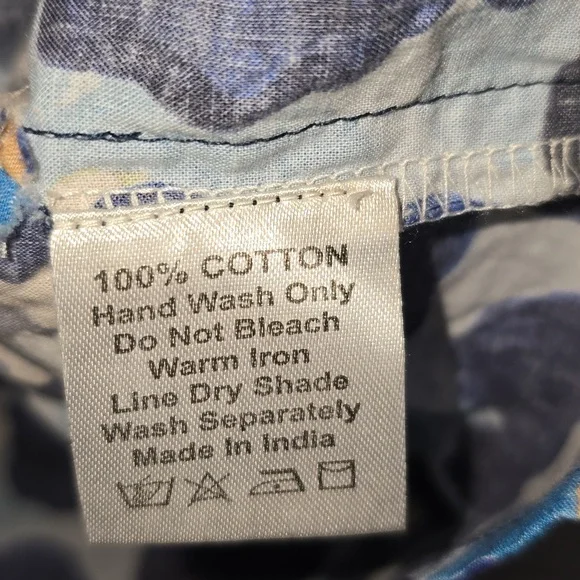 100% COTTON
Hand Wash Only
Do Not Bleach
Warm Iron
Line Dry Shade
Wash Separately
Made In India